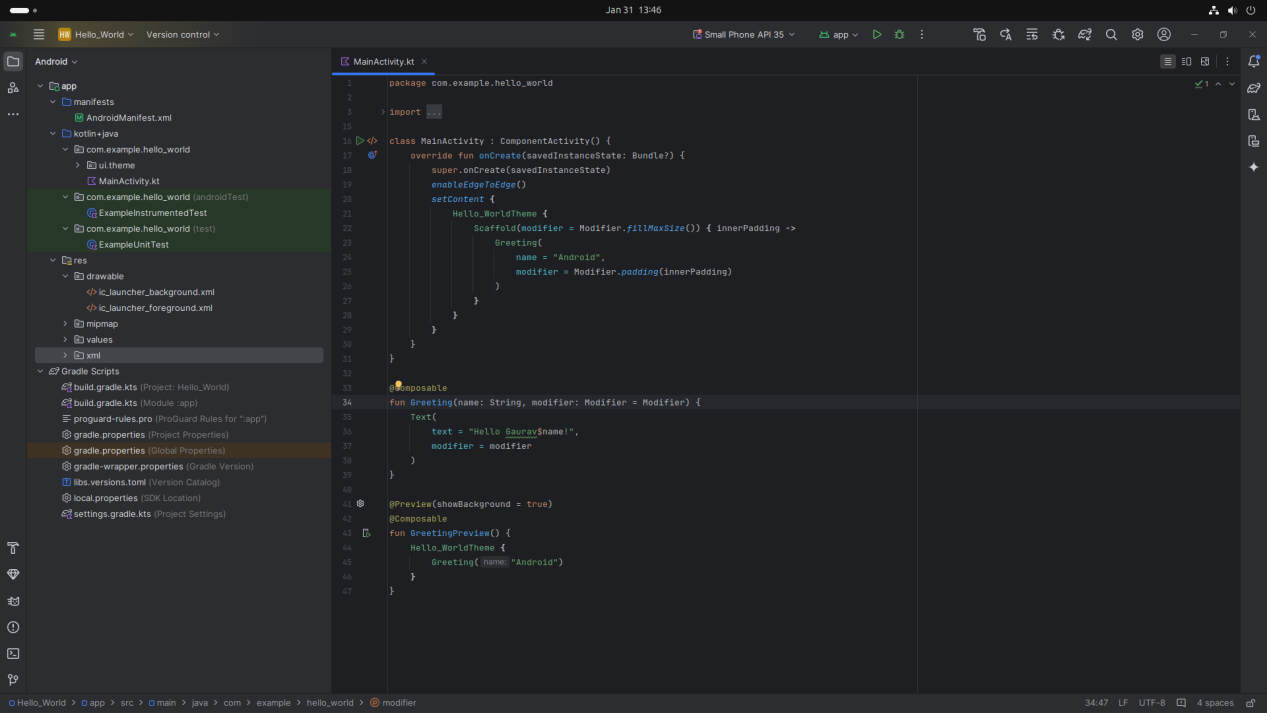 Jan 31 13:46
HW Hello_World Version control Small Phone API 35 app
Android
app
manifests
AndroidManifest.xml
kotlin+java
com.example.hello_world
ui.theme
MainActivity.kt
com.example.hello_world (androidTest)
ExampleInstrumentedTest
com.example.hello_world (test)
ExampleUnitTest
res
drawable
ic_launcher_background.xml
ic_launcher_foreground.xml
mipmap
values
xml
Gradle Scripts
build.gradle.kts (Project: Hello_World)
build.gradle.kts (Module :app)
proguard-rules.pro (ProGuard Rules for ":app")
gradle.properties (Project Properties)
gradle.properties (Global Properties)
gradle-wrapper.properties (Gradle Version)
libs.versions.toml (Version Catalog)
local.properties (SDK Location)
settings.gradle.kts (Project Settings)
MainActivity.kt
1 package com.example.hello_world 1
2
3 import ...
15
16 class MainActivity : ComponentActivity() {
17 override fun onCreate(savedInstanceState: Bundle?) {
18 super.onCreate(savedInstanceState)
19 enableEdgeToEdge()
20 setContent {
21 Hello_WorldTheme {
22 Scaffold(modifier = Modifier.fillMaxSize()) { innerPadding ->
23 Greeting(
24 name = "Android",
25 modifier = Modifier.padding(innerPadding)
26 )
27 }
28 }
29 }
30 }
31 }
32
33 @Composable
34 fun Greeting(name: String, modifier: Modifier = Modifier) {
35 Text(
36 text = "Hello Gaurav$name!",
37 modifier = modifier
38 )
39 }
40
41 @Preview(showBackground = true)
42 @Composable
43 fun GreetingPreview() {
44 Hello_WorldTheme {
45 Greeting( name: "Android")
46 }
47 }
Hello_World > app > src > main > java > com > example > hello_world > modifier 34:47 LF UTF-8 4 spaces